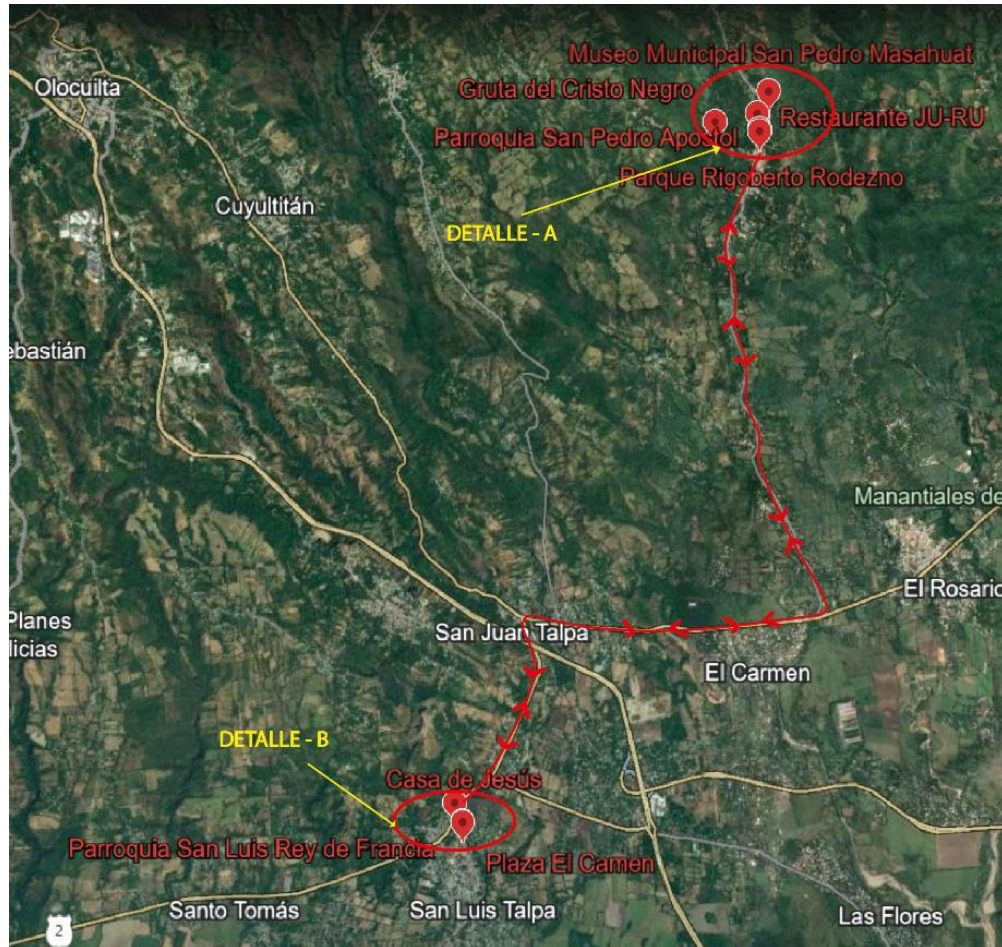 Museo Municipal San Pedro Masahuat
Olocuilta
Gruta del Cristo Negro
Restaurante JU-RU
Parroquia San Pedro Apostol
Parque Rigoberto Rodezno
Cuyultitán
DETALLE - A
ebastián
Manantiales de
El Rosario
Planes
licias
San Juan Talpa
El Carmen
DETALLE - B
Casa de Jesús
Parroquia San Luis Rey de Francia
Plaza El Camen
Santo Tomás
San Luis Talpa
Las Flores
2